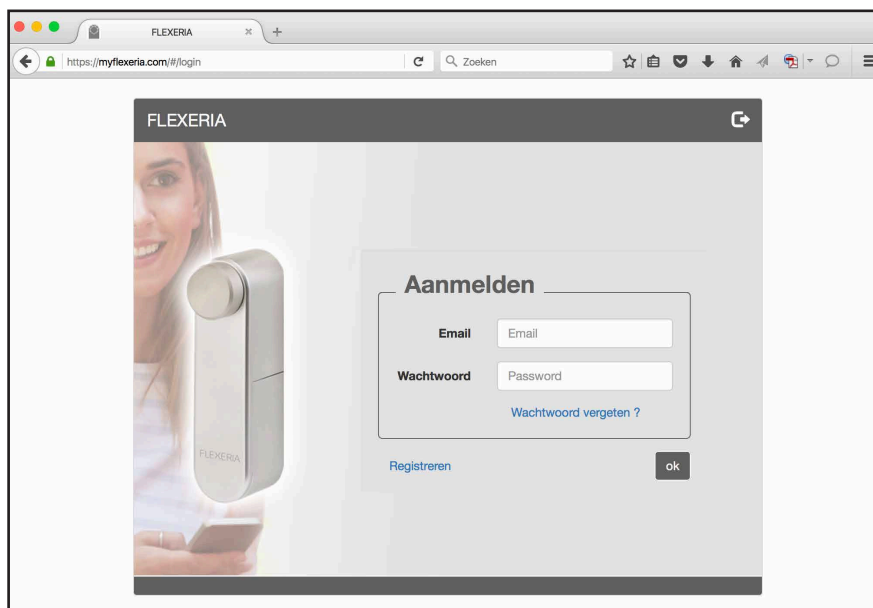 FLEXERIA
https://myflexeria.com/#/login
Zoeken
FLEXERIA
Aanmelden
Email
Email
Wachtwoord
Password
Wachtwoord vergeten ?
FLEXERIA
Registreren
ok